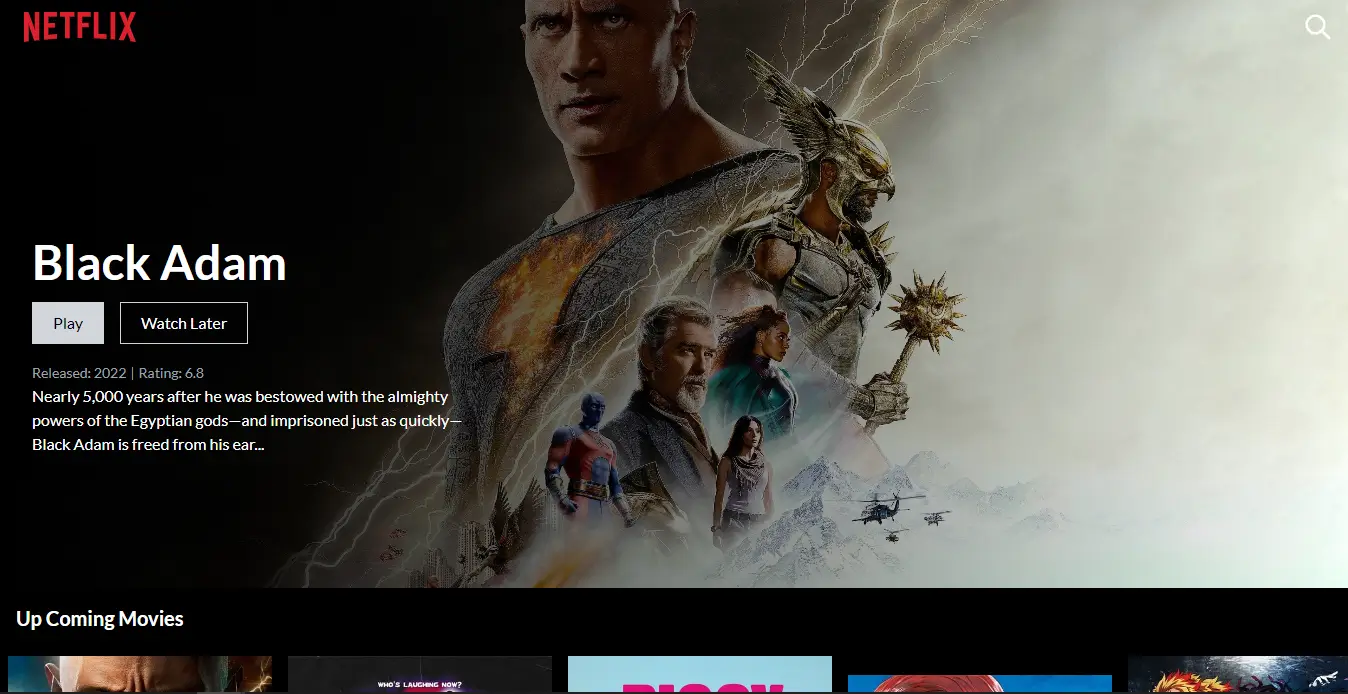 NETFLIX
Black Adam
Play
Watch Later
Released: 2022 | Rating: 6.8
Nearly 5,000 years after he was bestowed with the almighty
powers of the Egyptian gods—and imprisoned just as quickly—
Black Adam is freed from his ear...
Up Coming Movies
WHO'S LAUGHING NOW?